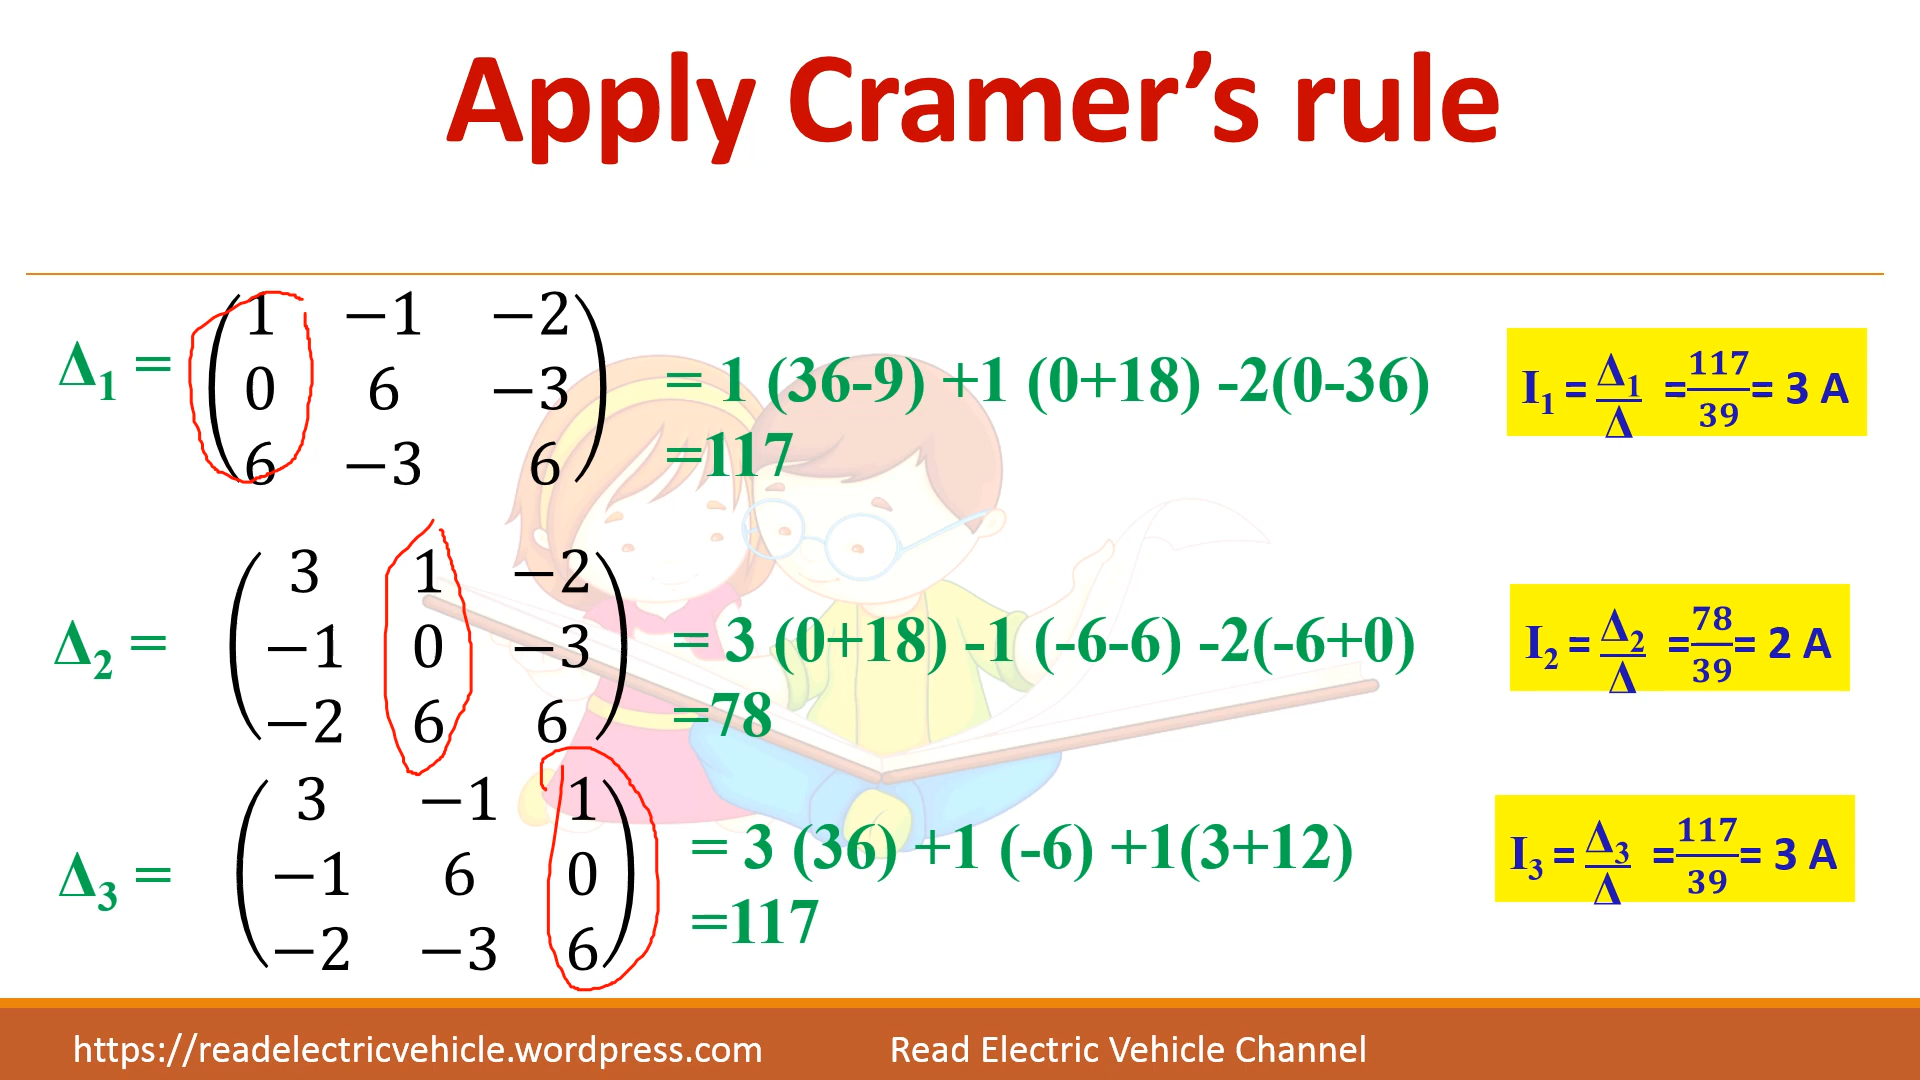 Apply Cramer’s rule
Δ₁ = (1 −1 −2
0 6 −3
6 −3 6)
= 1 (36-9) +1 (0+18) -2(0-36)
=117
I₁ = Δ₁/Δ =117/39= 3 A
Δ₂ = (3 1 −2
−1 0 −3
−2 6 6)
= 3 (0+18) -1 (-6-6) -2(-6+0)
=78
I₂ = Δ₂/Δ =78/39= 2 A
Δ₃ = (3 −1 1
−1 6 0
−2 −3 6)
= 3 (36) +1 (-6) +1(3+12)
=117
I₃ = Δ₃/Δ =117/39= 3 A
https://readelectricvehicle.wordpress.com
Read Electric Vehicle Channel